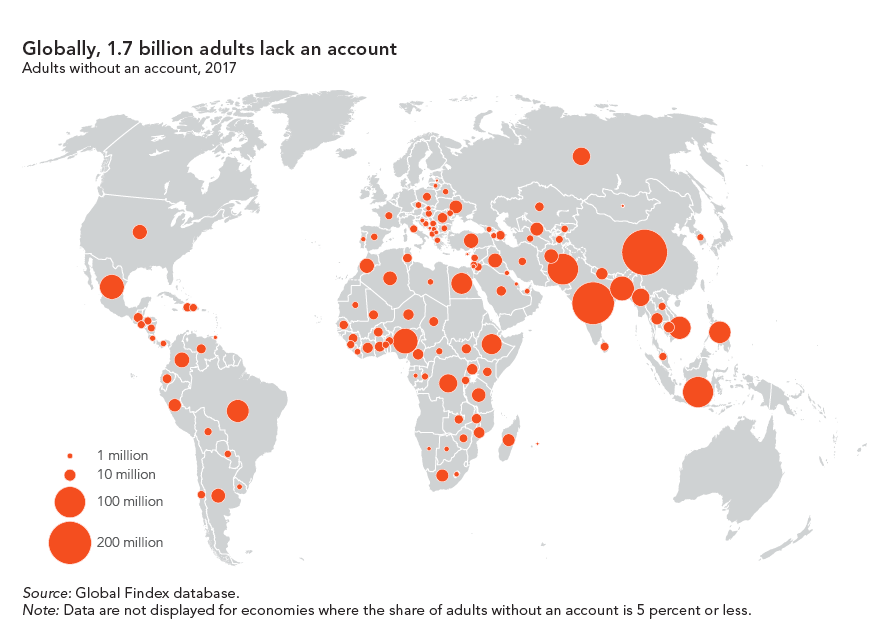 Globally, 1.7 billion adults lack an account
Adults without an account, 2017
1 million
10 million
100 million
200 million
Source: Global Findex database.
Note: Data are not displayed for economies where the share of adults without an account is 5 percent or less.